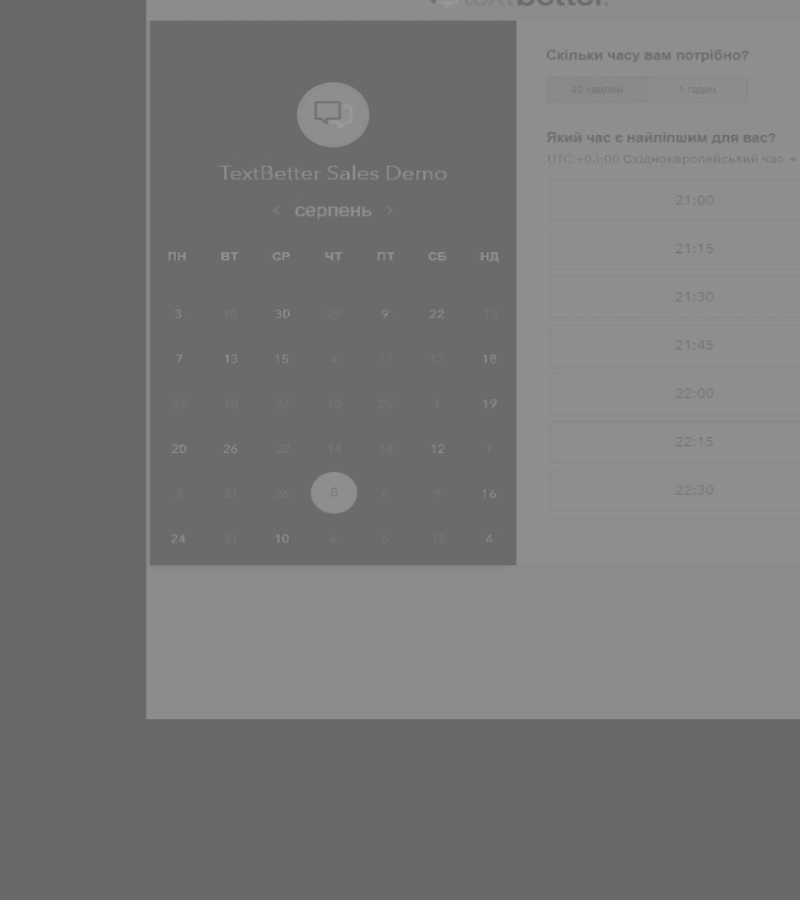 textbetter.
TextBetter Sales Demo
‹ серпень ›
ПН ВТ СР ЧТ ПТ СБ НД
3 10 30 9 22 13
7 13 15 4 11 17 18
27 10 27 18 25 1 19
20 26 22 14 13 12 1
3 31 26 8 6 9 16
24 31 10 6 6 15 4
Скільки часу вам потрібно?
40 хвилин 1 годин
Який час є найліпшим для вас?
UTC +03:00 Східноєвропейський час
21:00
21:15
21:30
21:45
22:00
22:15
22:30